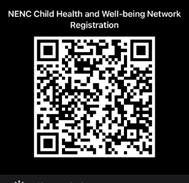 NENC Child Health and Well-being Network
Registration